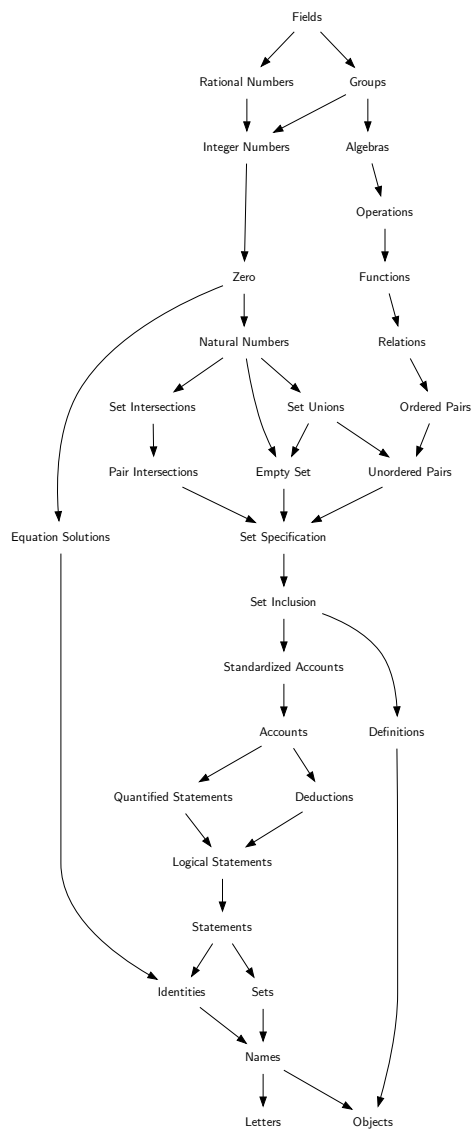 Fields
Rational Numbers
Groups
Integer Numbers
Algebras
Operations
Zero
Functions
Natural Numbers
Relations
Set Intersections
Set Unions
Ordered Pairs
Pair Intersections
Empty Set
Unordered Pairs
Equation Solutions
Set Specification
Set Inclusion
Standardized Accounts
Accounts
Definitions
Quantified Statements
Deductions
Logical Statements
Statements
Identities
Sets
Names
Letters
Objects